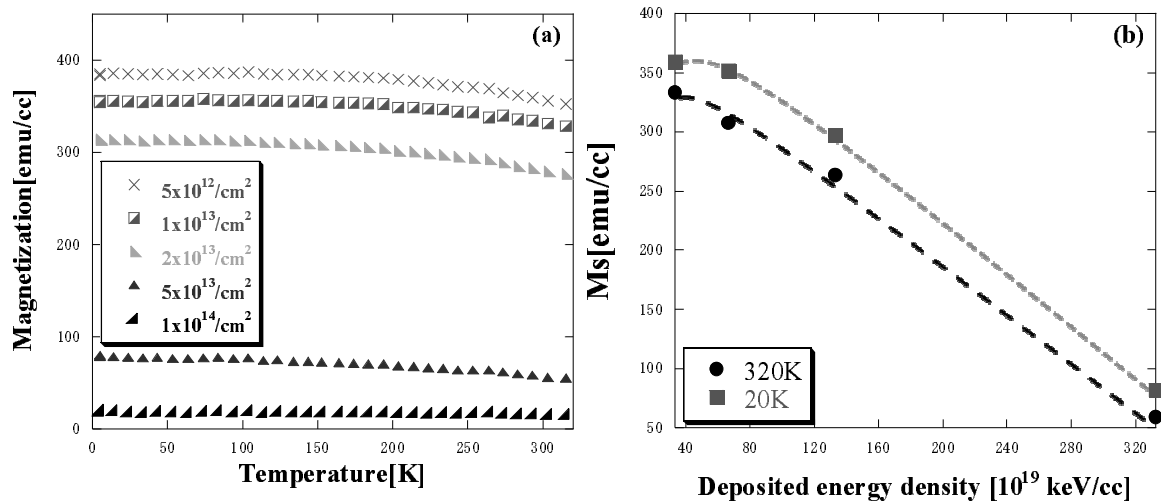 (a)
Magnetization[emu/cc]
400
300
200
100
0
5x10¹²/cm²
1x10¹³/cm²
2x10¹³/cm²
5x10¹³/cm²
1x10¹⁴/cm²
0 50 100 150 200 250 300
Temperature[K]
(b)
Ms[emu/cc]
400
350
300
250
200
150
100
50
320K
20K
40 80 120 160 200 240 280 320
Deposited energy density [10¹⁹ keV/cc]